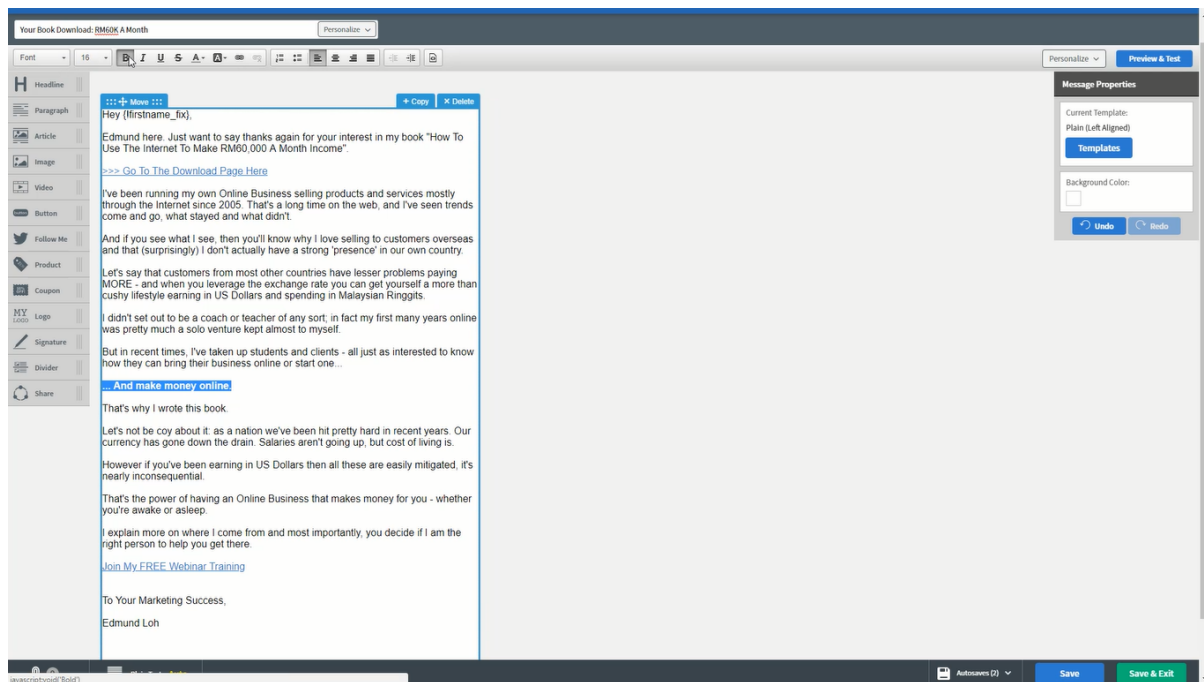 Your Book Download: RM60K A Month
Personalize
Font 16 B I U S A A
Personalize
Preview & Test
Headline
Paragraph
Article
Image
Video
Button
Follow Me
Product
Coupon
MY LOGO Logo
Signature
Divider
Share
Move
+ Copy
× Delete
Hey {!firstname_fix},
Edmund here. Just want to say thanks again for your interest in my book "How To
Use The Internet To Make RM60,000 A Month Income".
>>> Go To The Download Page Here
I've been running my own Online Business selling products and services mostly
through the Internet since 2005. That's a long time on the web, and I've seen trends
come and go, what stayed and what didn't.
And if you see what I see, then you'll know why I love selling to customers overseas
and that (surprisingly) I don't actually have a strong 'presence' in our own country.
Let's say that customers from most other countries have lesser problems paying
MORE - and when you leverage the exchange rate you can get yourself a more than
cushy lifestyle earning in US Dollars and spending in Malaysian Ringgits.
I didn't set out to be a coach or teacher of any sort; in fact my first many years online
was pretty much a solo venture kept almost to myself.
But in recent times, I've taken up students and clients - all just as interested to know
how they can bring their business online or start one...
... And make money online.
That's why I wrote this book.
Let's not be coy about it: as a nation we've been hit pretty hard in recent years. Our
currency has gone down the drain. Salaries aren't going up, but cost of living is.
However if you've been earning in US Dollars then all these are easily mitigated, it's
nearly inconsequential.
That's the power of having an Online Business that makes money for you - whether
you're awake or asleep.
I explain more on where I come from and most importantly, you decide if I am the
right person to help you get there.
Join My FREE Webinar Training
To Your Marketing Success,
Edmund Loh
Message Properties
Current Template:
Plain (Left Aligned)
Templates
Background Color:
Undo
Redo
javascript:void('Bold')
Autosaves (2)
Save
Save & Exit